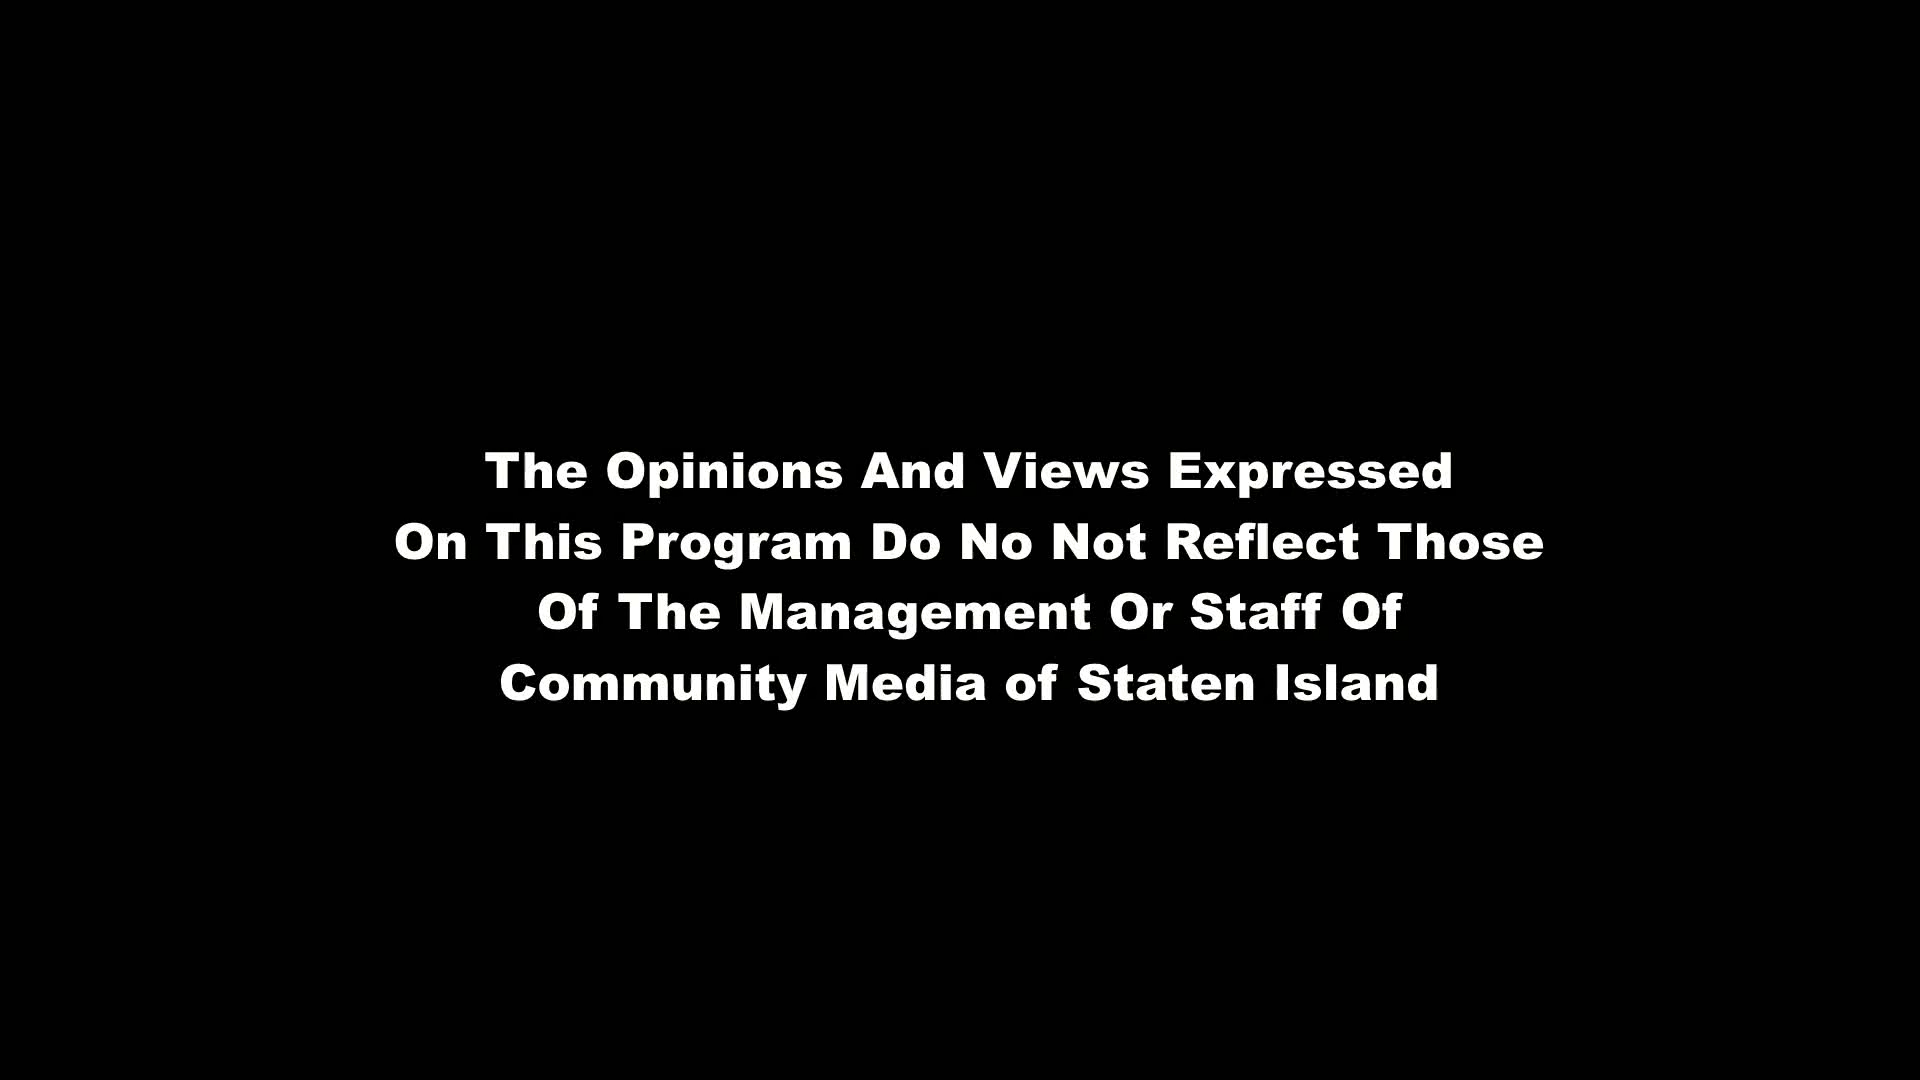 The Opinions And Views Expressed
On This Program Do No Not Reflect Those
Of The Management Or Staff Of
Community Media of Staten Island